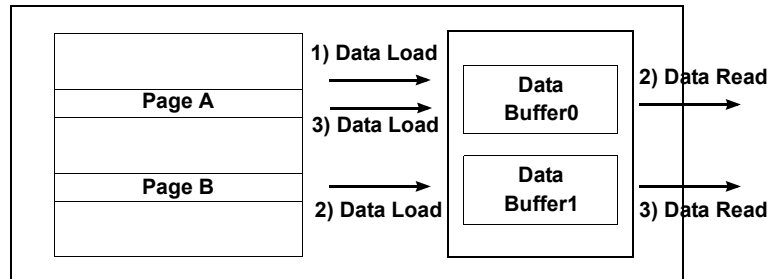 1) Data Load
Page A
3) Data Load
Data
Buffer0
2) Data Read
Page B
2) Data Load
Data
Buffer1
3) Data Read